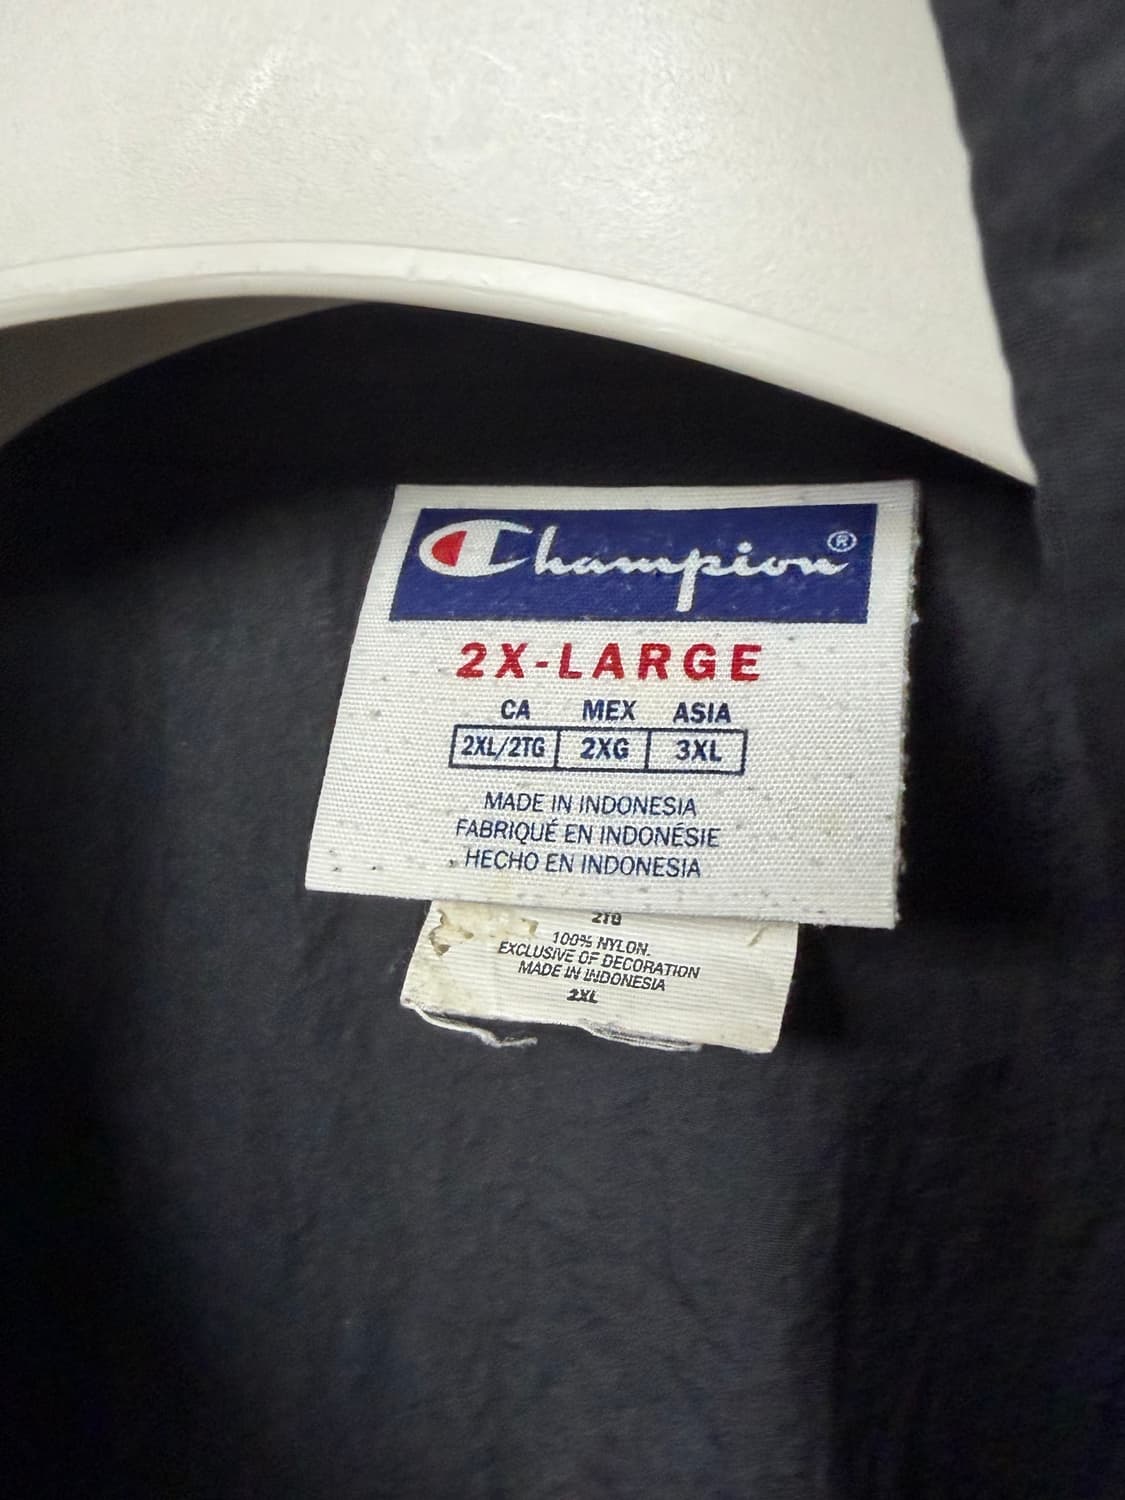 Champion®
2X-LARGE
CA MEX ASIA
2XL/2TG 2XG 3XL
MADE IN INDONESIA
FABRIQUÉ EN INDONÉSIE
HECHO EN INDONESIA
2TG
100% NYLON.
EXCLUSIVE OF DECORATION
MADE IN INDONESIA
2XL